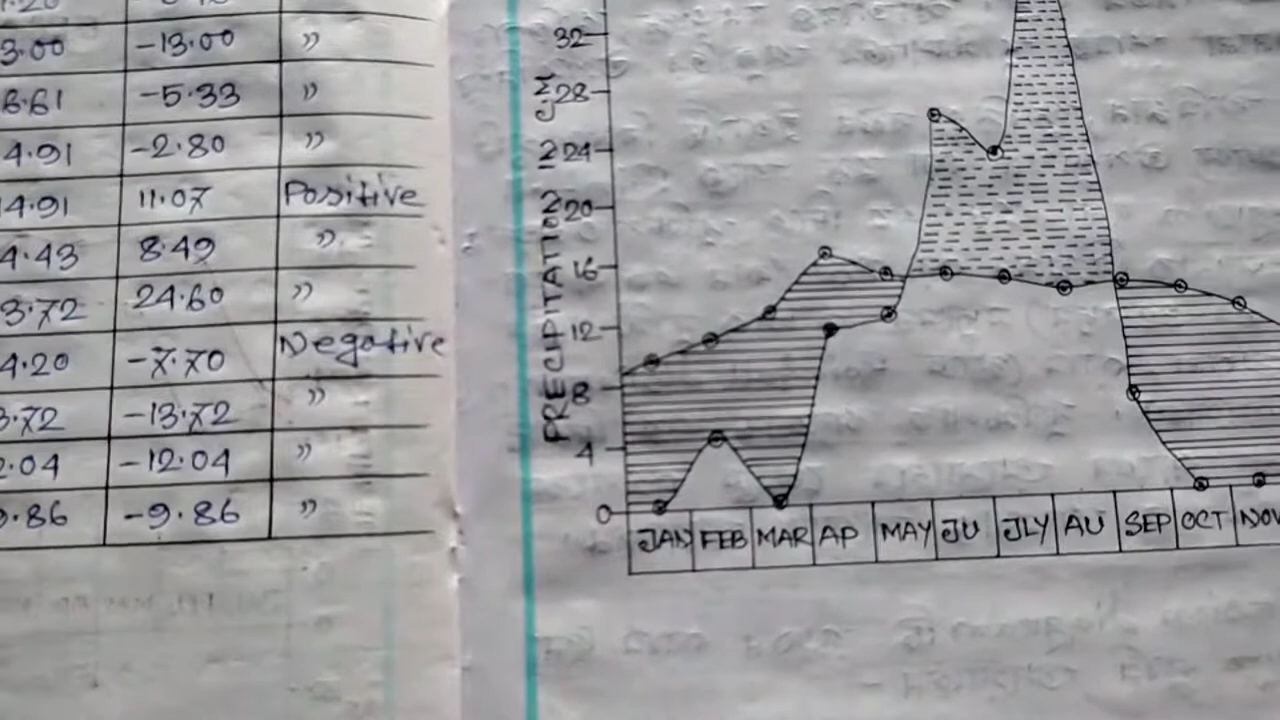 3.00 -13.00 "
6.61 -5.33 "
4.91 -2.80 "
14.91 11.07 Positive
4.43 8.49 "
3.72 24.60 "
4.20 -7.70 Negative
3.72 -13.72 "
2.04 -12.04 "
9.86 -9.86 "
PRECIPITATION C.M
32
28
24
20
16
12
8
4
0
JAN FEB MAR AP MAY JU JLY AU SEP OCT NOV